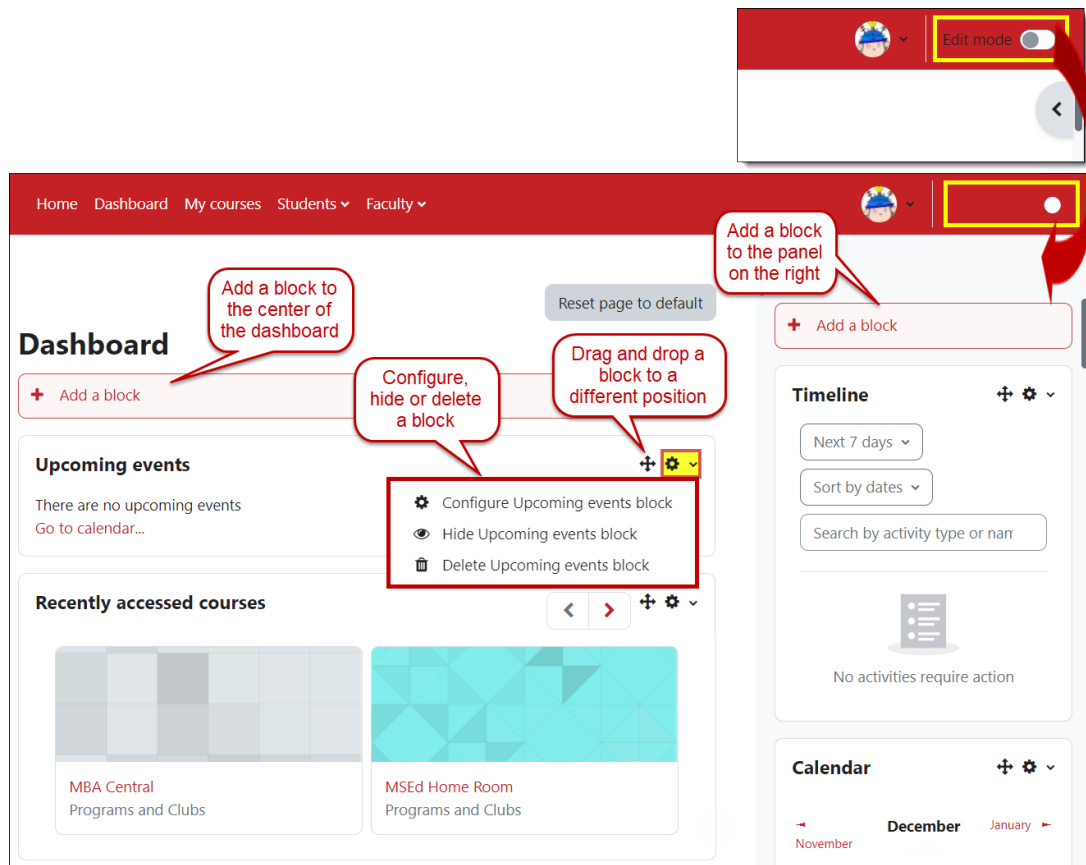 Edit mode
Home Dashboard My courses Students Faculty
Add a block
to the panel
on the right
Add a block to
the center of
the dashboard
Reset page to default
+ Add a block
Dashboard
Drag and drop a
block to a
different position
Configure,
hide or delete
a block
+ Add a block
Timeline
Next 7 days
Sort by dates
Search by activity type or nam
No activities require action
Upcoming events
There are no upcoming events
Go to calendar...
Configure Upcoming events block
Hide Upcoming events block
Delete Upcoming events block
Recently accessed courses
MBA Central
Programs and Clubs
MSEd Home Room
Programs and Clubs
Calendar
November
December
January